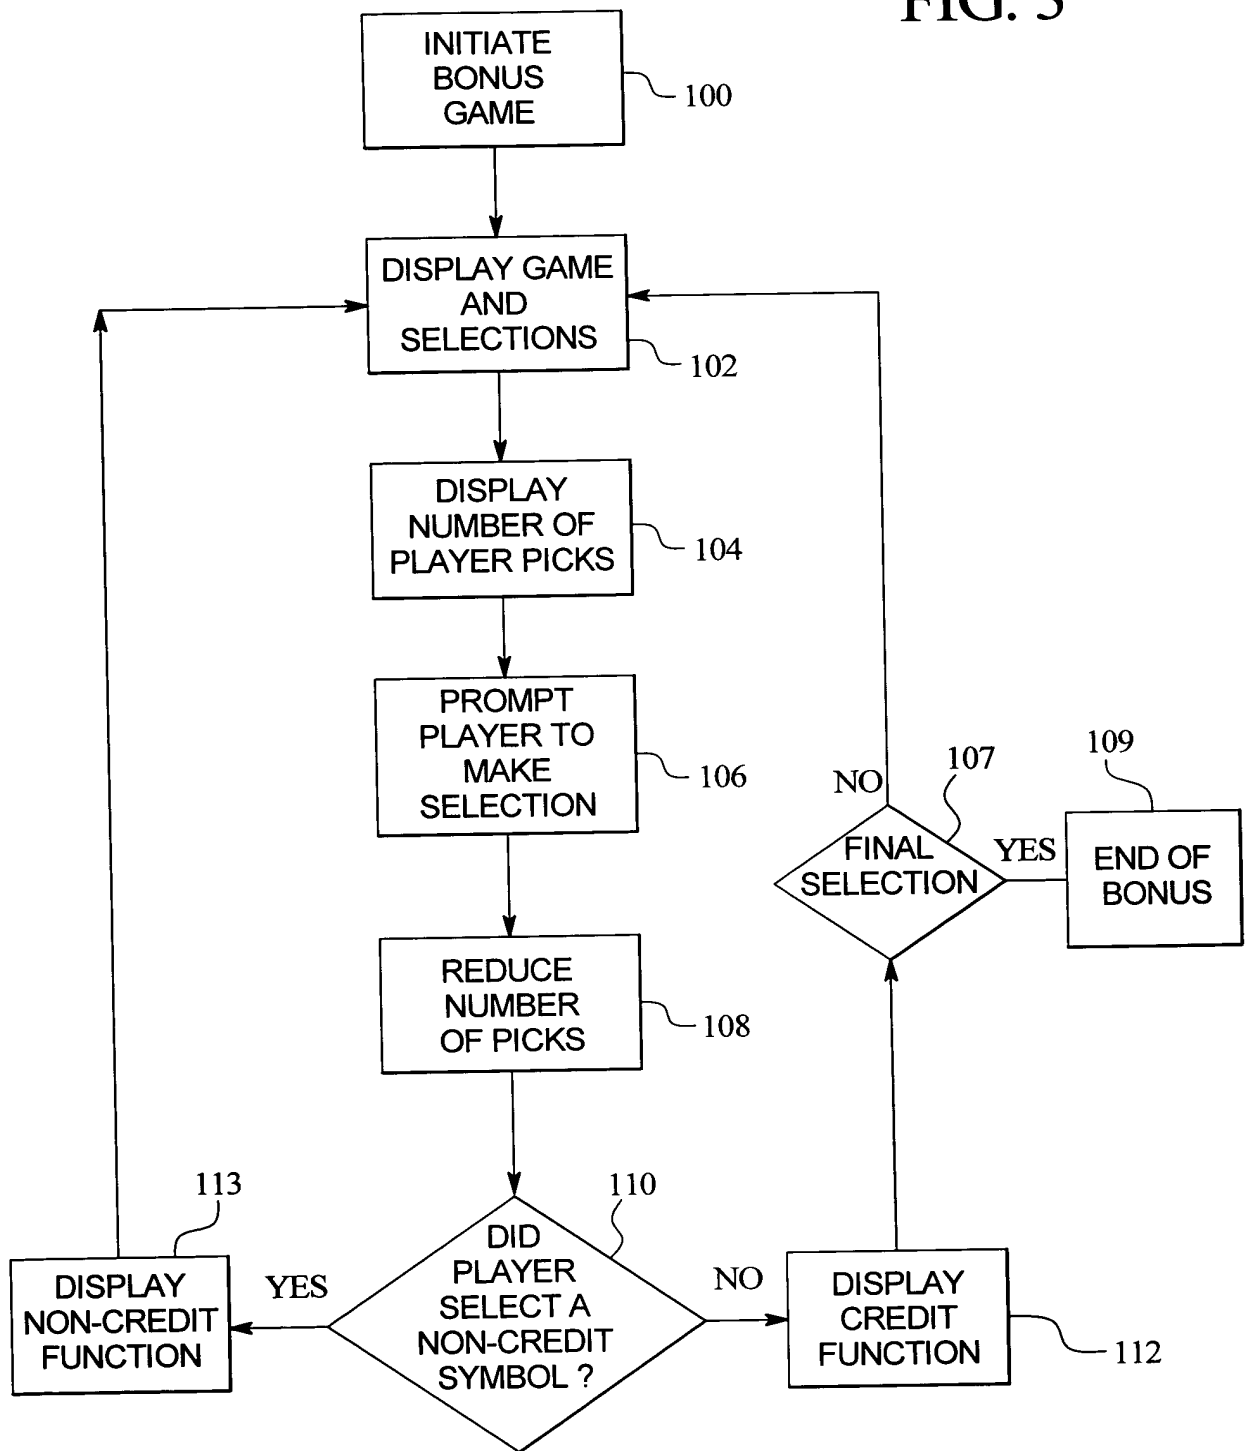 FIG. 5
INITIATE
BONUS
GAME
100
DISPLAY GAME
AND
SELECTIONS
102
DISPLAY
NUMBER OF
PLAYER PICKS
104
PROMPT
PLAYER TO
MAKE
SELECTION
106
NO
107
109
FINAL
SELECTION
YES
END OF
BONUS
REDUCE
NUMBER
OF PICKS
108
113
110
DISPLAY
NON-CREDIT
FUNCTION
YES
DID
PLAYER
SELECT A
NON-CREDIT
SYMBOL ?
NO
DISPLAY
CREDIT
FUNCTION
112